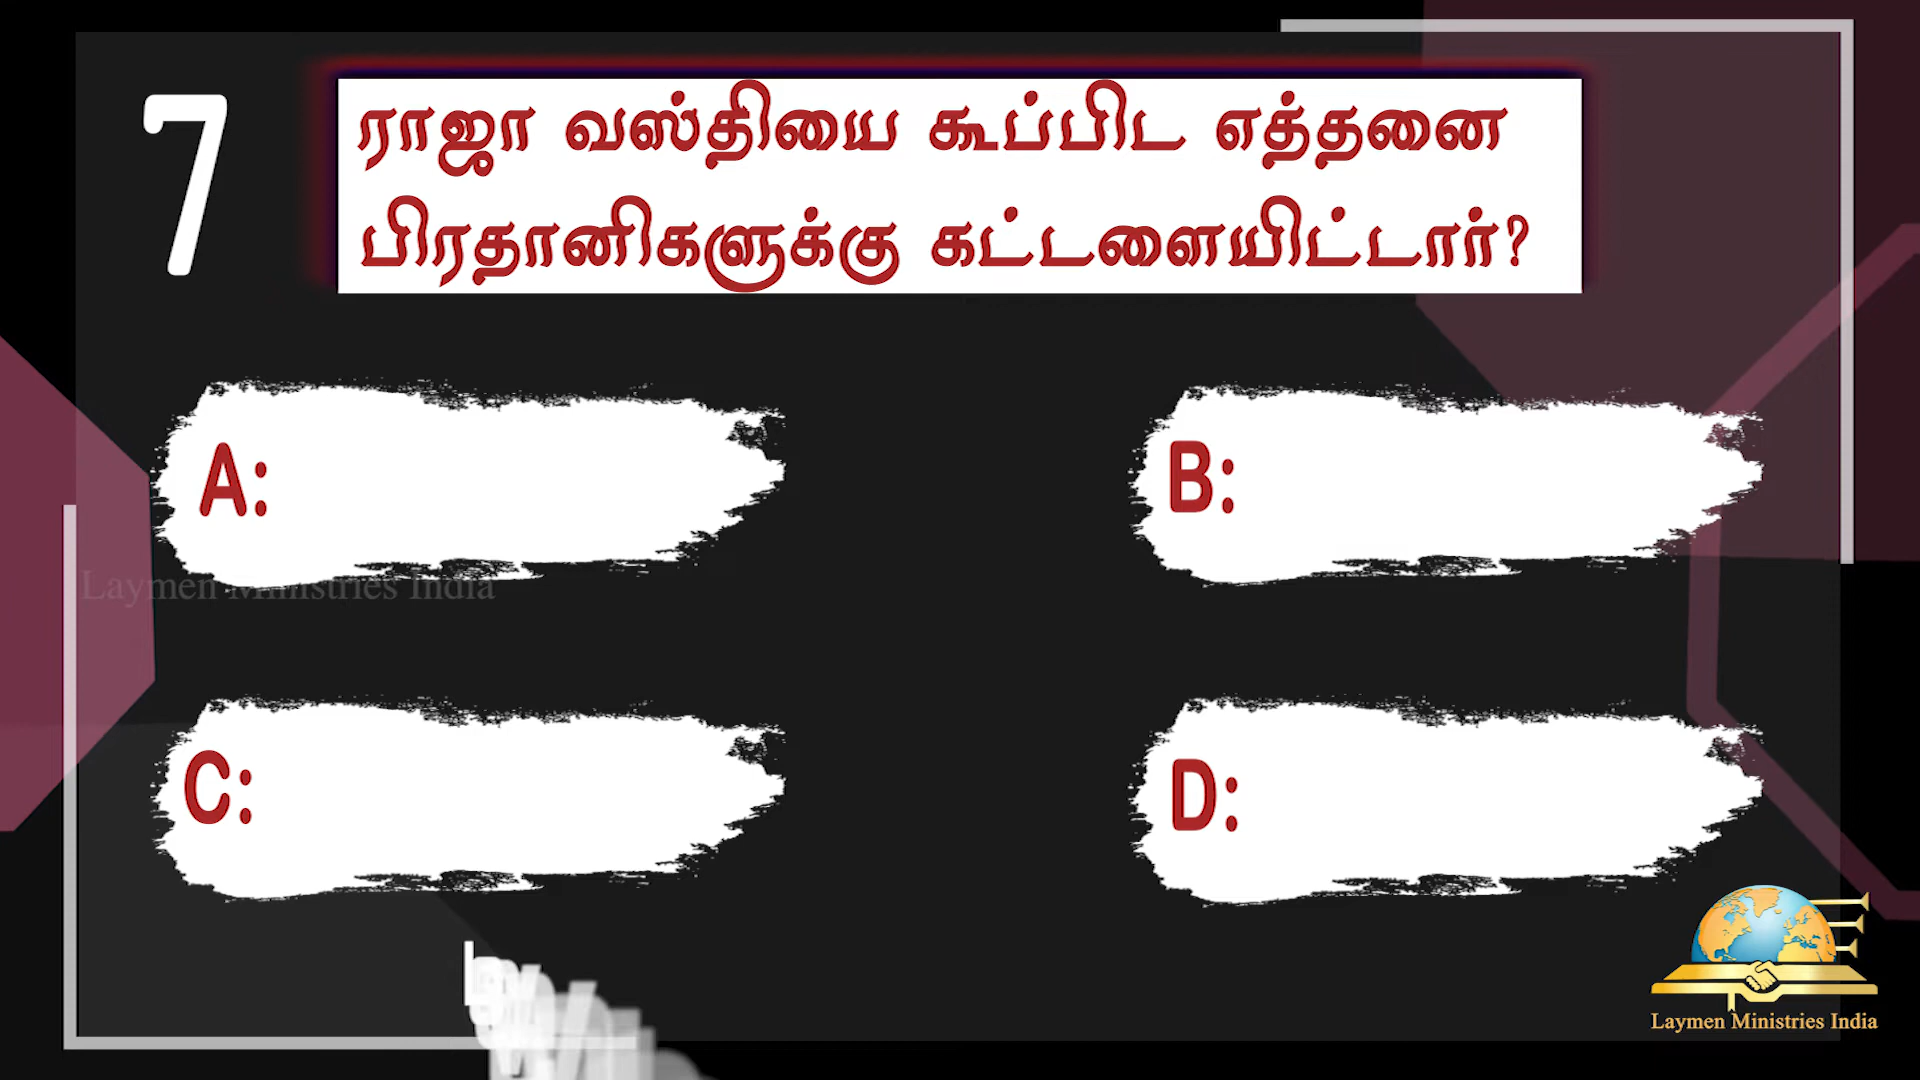 7
ராஜா வஸ்தியை கூப்பிட எத்தனை
பிரதானிகளுக்கு கட்டளையிட்டார்?
A:
B:
Laymen Ministries India
C:
D:
Laymen Ministries India